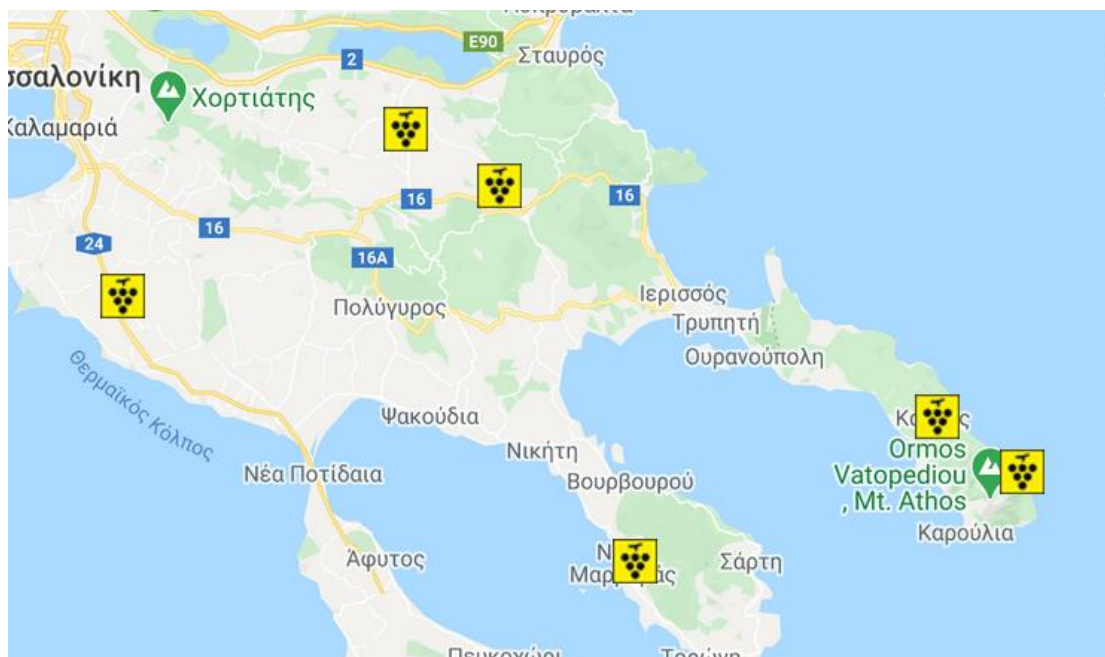 E90
Σταυρός
2
σσαλονίκη
Χορτιάτης
Καλαμαριά
16
16
16
24
16A
Πολύγυρος
Ιερισσός
Τρυπητή
Ουρανούπολη
Θερμαϊκός Κόλπος
Ψακούδια
Νικήτη
Νέα Ποτίδαια
Βουρβουρού
Ormos
Vatopediou
, Mt. Athos
Καρούλια
Άφυτος
Σάρτη